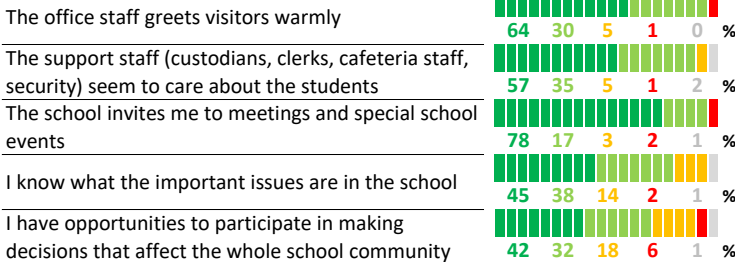 The office staff greets visitors warmly
64 30 5 1 0 %
The support staff (custodians, clerks, cafeteria staff,
security) seem to care about the students
57 35 5 1 2 %
The school invites me to meetings and special school
events
78 17 3 2 1 %
I know what the important issues are in the school
45 38 14 2 1 %
I have opportunities to participate in making
decisions that affect the whole school community
42 32 18 6 1 %